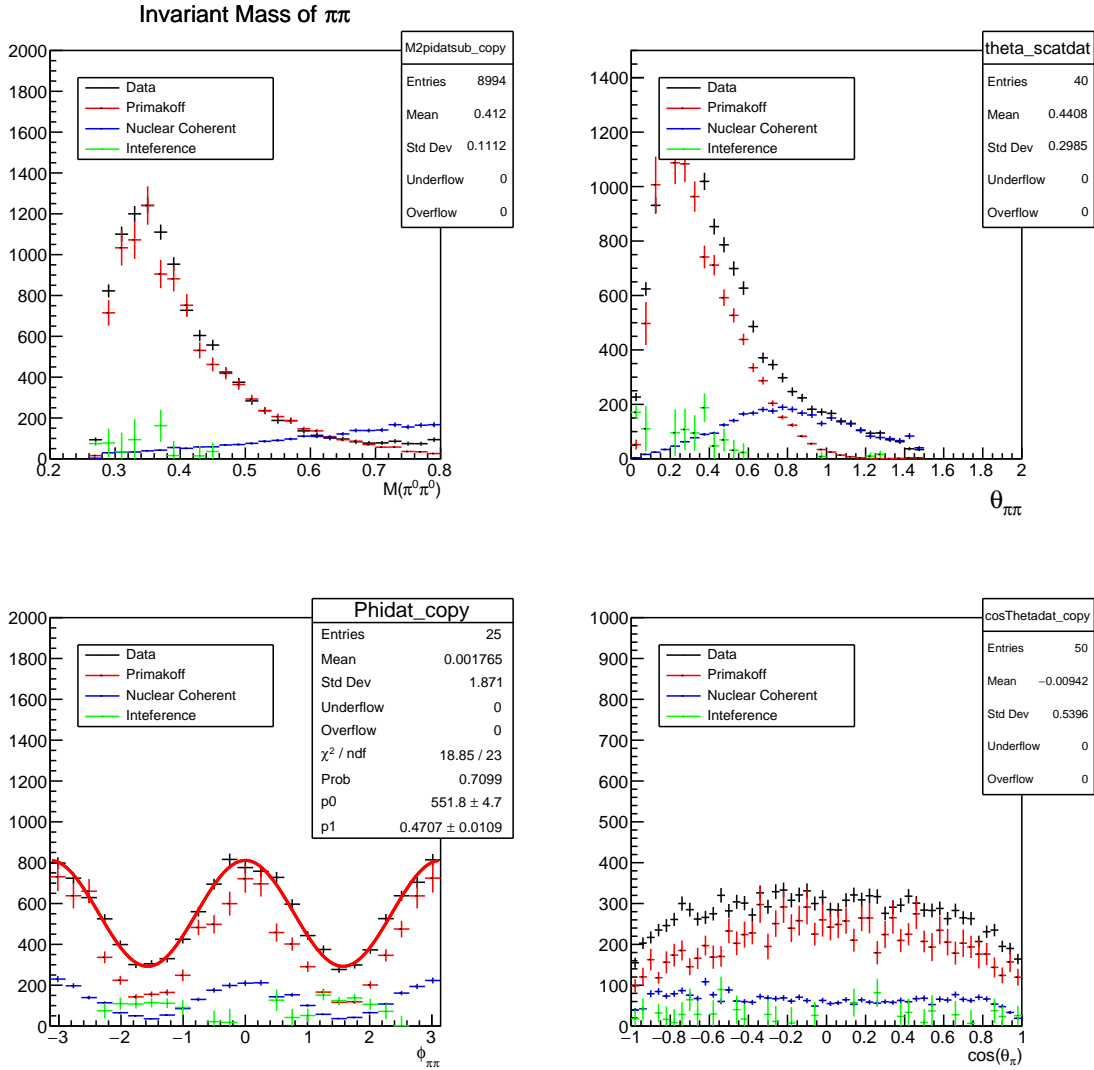 Invariant Mass of ππ
M2pidatsub_copy
Entries 8994
Mean 0.412
Std Dev 0.1112
Underflow 0
Overflow 0
Data
Primakoff
Nuclear Coherent
Inteference
2000
1800
1600
1400
1200
1000
800
600
400
200
0
0.2 0.3 0.4 0.5 0.6 0.7 0.8
M(π⁰π⁰)
theta_scatdat
Entries 40
Mean 0.4408
Std Dev 0.2985
Underflow 0
Overflow 0
Data
Primakoff
Nuclear Coherent
Inteference
1400
1200
1000
800
600
400
200
0
0 0.2 0.4 0.6 0.8 1 1.2 1.4 1.6 1.8 2
θππ
Phidat_copy
Entries 25
Mean 0.001765
Std Dev 1.871
Underflow 0
Overflow 0
χ² / ndf 18.85 / 23
Prob 0.7099
p0 551.8 ± 4.7
p1 0.4707 ± 0.0109
Data
Primakoff
Nuclear Coherent
Inteference
2000
1800
1600
1400
1200
1000
800
600
400
200
0
−3 −2 −1 0 1 2 3
ϕππ
cosThetadat_copy
Entries 50
Mean −0.00942
Std Dev 0.5396
Underflow 0
Overflow 0
Data
Primakoff
Nuclear Coherent
Inteference
1000
900
800
700
600
500
400
300
200
100
0
−1 −0.8 −0.6 −0.4 −0.2 0 0.2 0.4 0.6 0.8 1
cos(θπ)